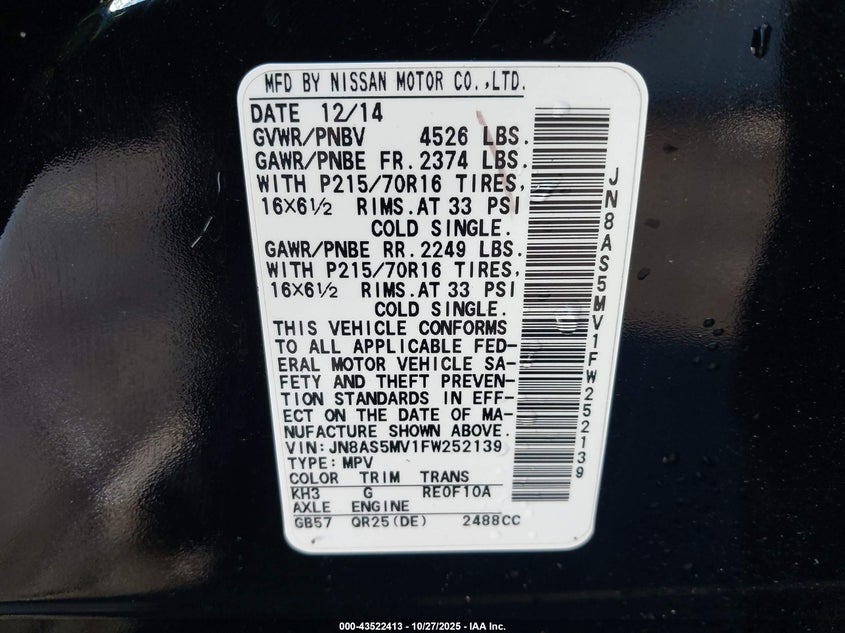 MFD BY NISSAN MOTOR CO.,LTD.
DATE 12/14
GVWR/PNBV 4526 LBS.
GAWR/PNBE FR.2374 LBS.
WITH P215/70R16 TIRES,
16X6½ RIMS.AT 33 PSI
COLD SINGLE.
GAWR/PNBE RR.2249 LBS.
WITH P215/70R16 TIRES,
16X6½ RIMS.AT 33 PSI
COLD SINGLE.
THIS VEHICLE CONFORMS
TO ALL APPLICABLE FED-
ERAL MOTOR VEHICLE SA-
FETY AND THEFT PREVEN-
TION STANDARDS IN EFF-
ECT ON THE DATE OF MA-
NUFACTURE SHOWN ABOVE.
VIN:JN8AS5MV1FW252139
TYPE:MPV
COLOR TRIM TRANS
KH3 G RE0F10A
AXLE ENGINE
GB57 QR25(DE) 2488CC
JN8AS5MV1FW252139
000-43522413 - 10/27/2025 - IAA Inc.